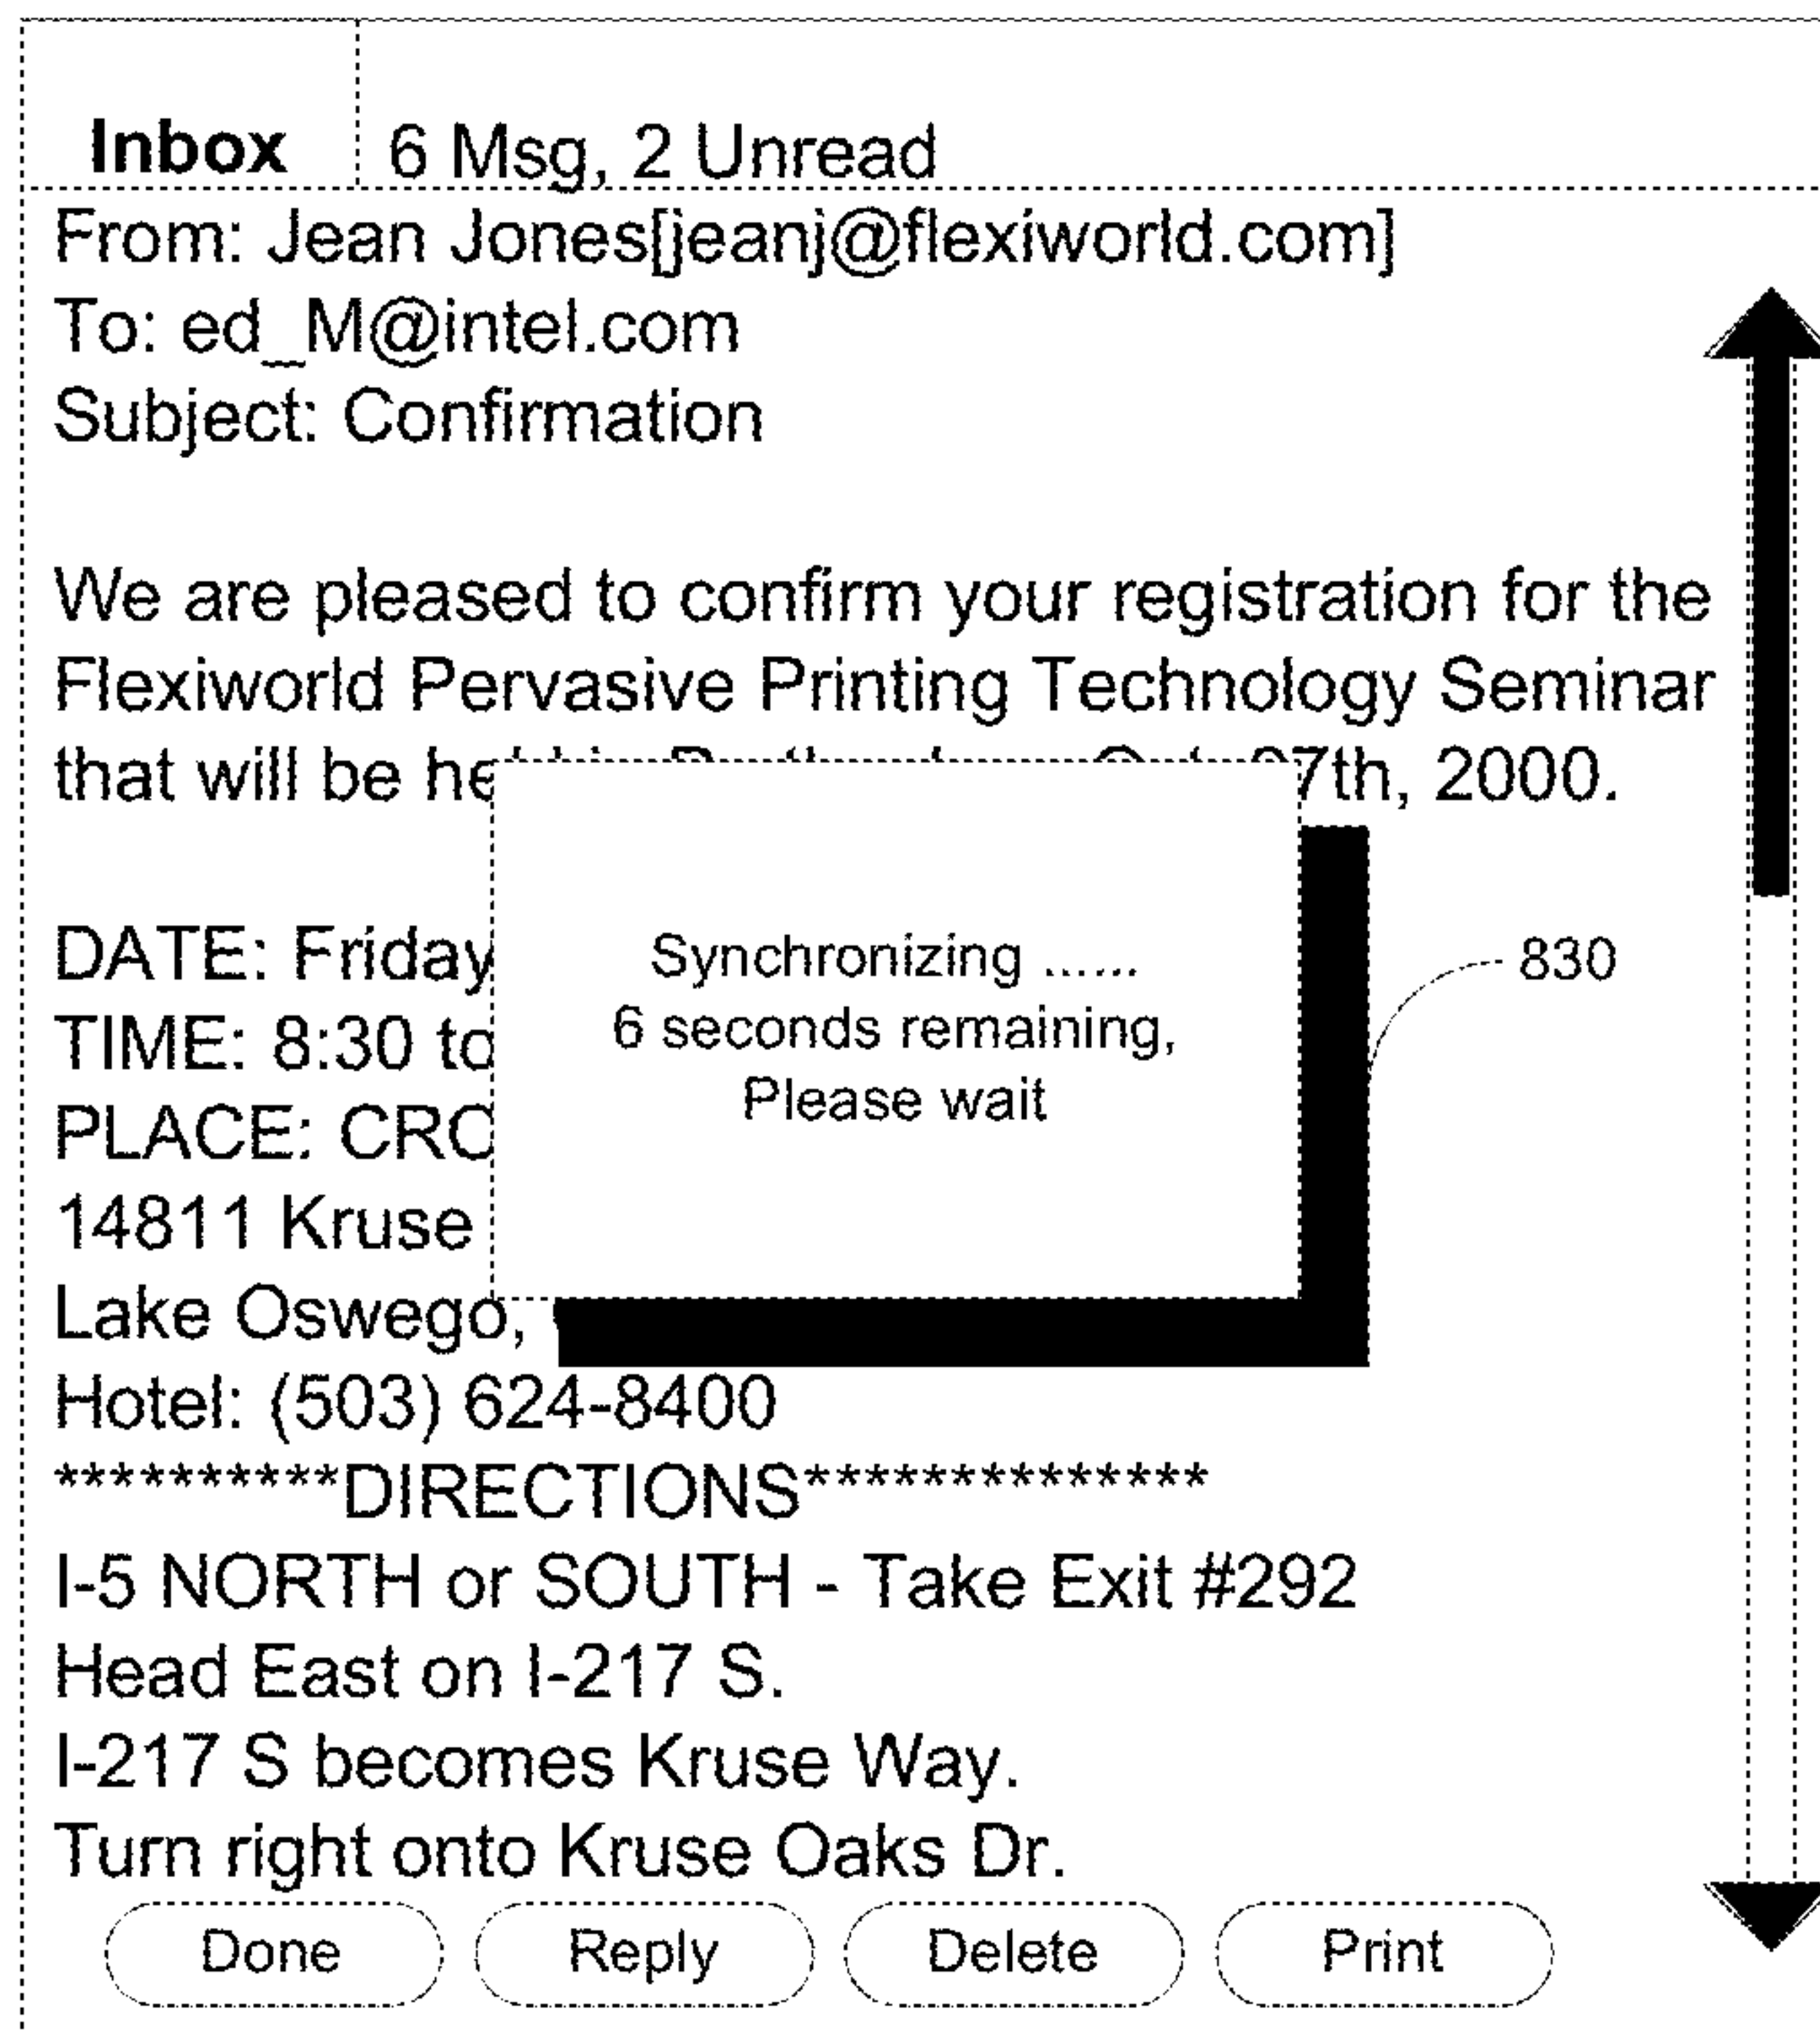 Inbox 6 Msg, 2 Unread
From: Jean Jones[jeanj@flexiworld.com]
To: ed_M@intel.com
Subject: Confirmation
We are pleased to confirm your registration for the
Flexiworld Pervasive Printing Technology Seminar
that will be 7th, 2000.
DATE: Friday
TIME: 8:30 to
PLACE: CRO
14811 Kruse
Lake Oswego,
Hotel: (503) 624-8400
Synchronizing ......
6 seconds remaining,
Please wait
830
**********DIRECTIONS**************
I-5 NORTH or SOUTH - Take Exit #292
Head East on I-217 S.
I-217 S becomes Kruse Way.
Turn right onto Kruse Oaks Dr.
Done Reply Delete Print